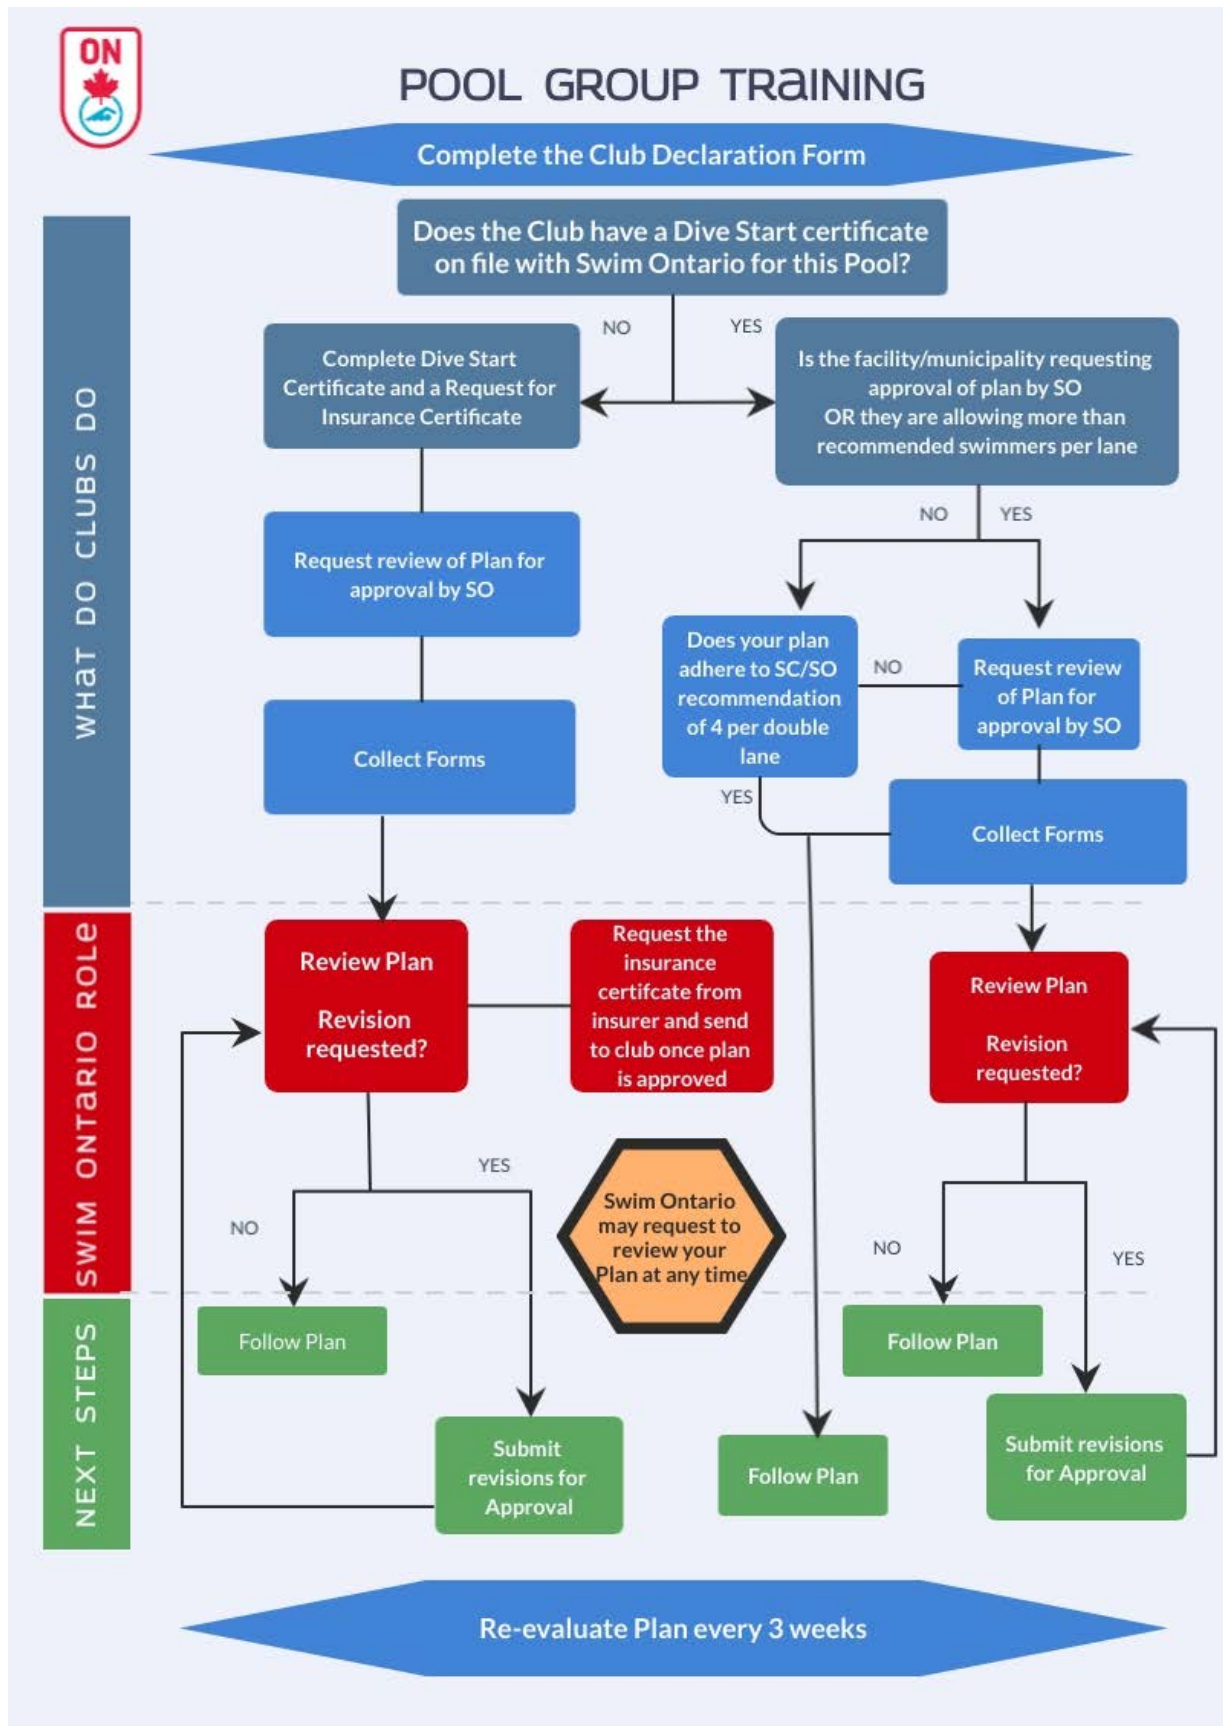 ON
POOL GROUP TRaINING
Complete the Club Declaration Form
WHaT DO CLUBS DO
Does the Club have a Dive Start certificate
on file with Swim Ontario for this Pool?
NO
YES
Complete Dive Start
Certificate and a Request for
Insurance Certificate
Is the facility/municipality requesting
approval of plan by SO
OR they are allowing more than
recommended swimmers per lane
NO
YES
Request review of Plan for
approval by SO
Does your plan
adhere to SC/SO
recommendation
of 4 per double
lane
NO
Request review
of Plan for
approval by SO
Collect Forms
YES
Collect Forms
SWIM ONTaRIO ROLe
Review Plan
Revision
requested?
Request the
insurance
certifcate from
insurer and send
to club once plan
is approved
Review Plan
Revision
requested?
YES
NO
Swim Ontario
may request to
review your
Plan at any time
NO
YES
NEXT STEPS
Follow Plan
Follow Plan
Submit
revisions for
Approval
Follow Plan
Submit revisions
for Approval
Re-evaluate Plan every 3 weeks